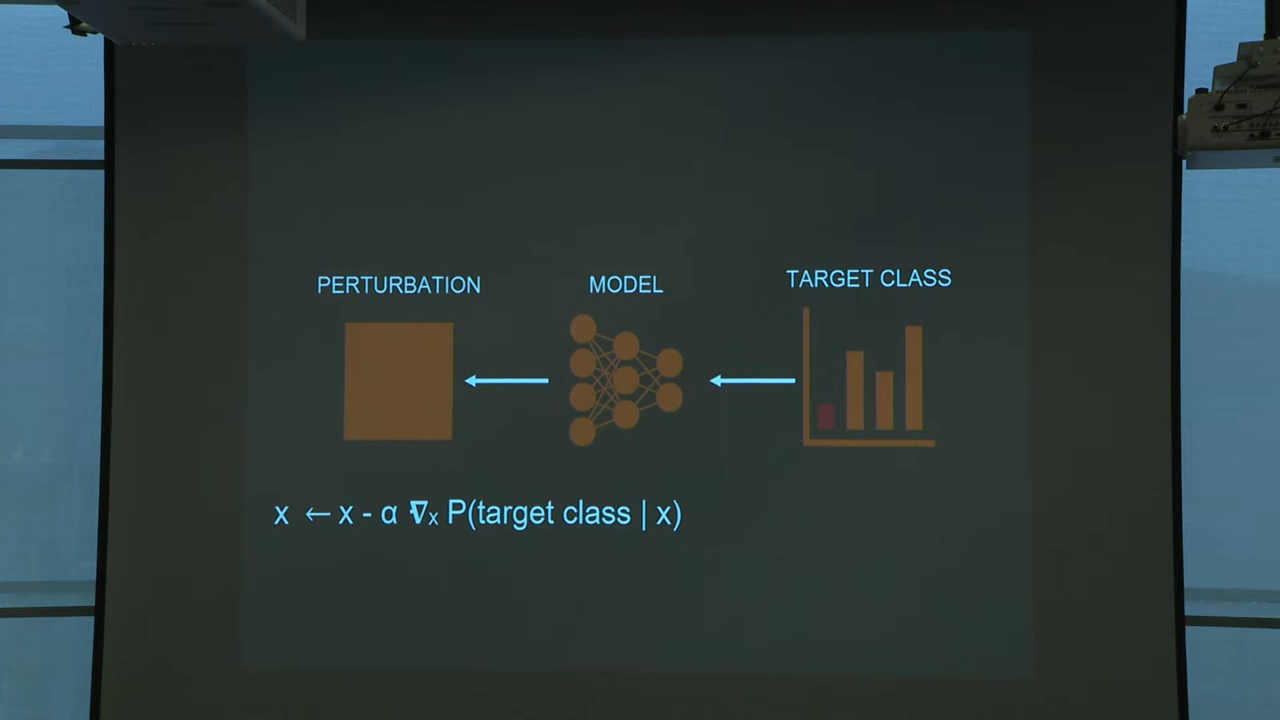 PERTURBATION
MODEL
TARGET CLASS
x ← x - α ∇ₓ P(target class | x)